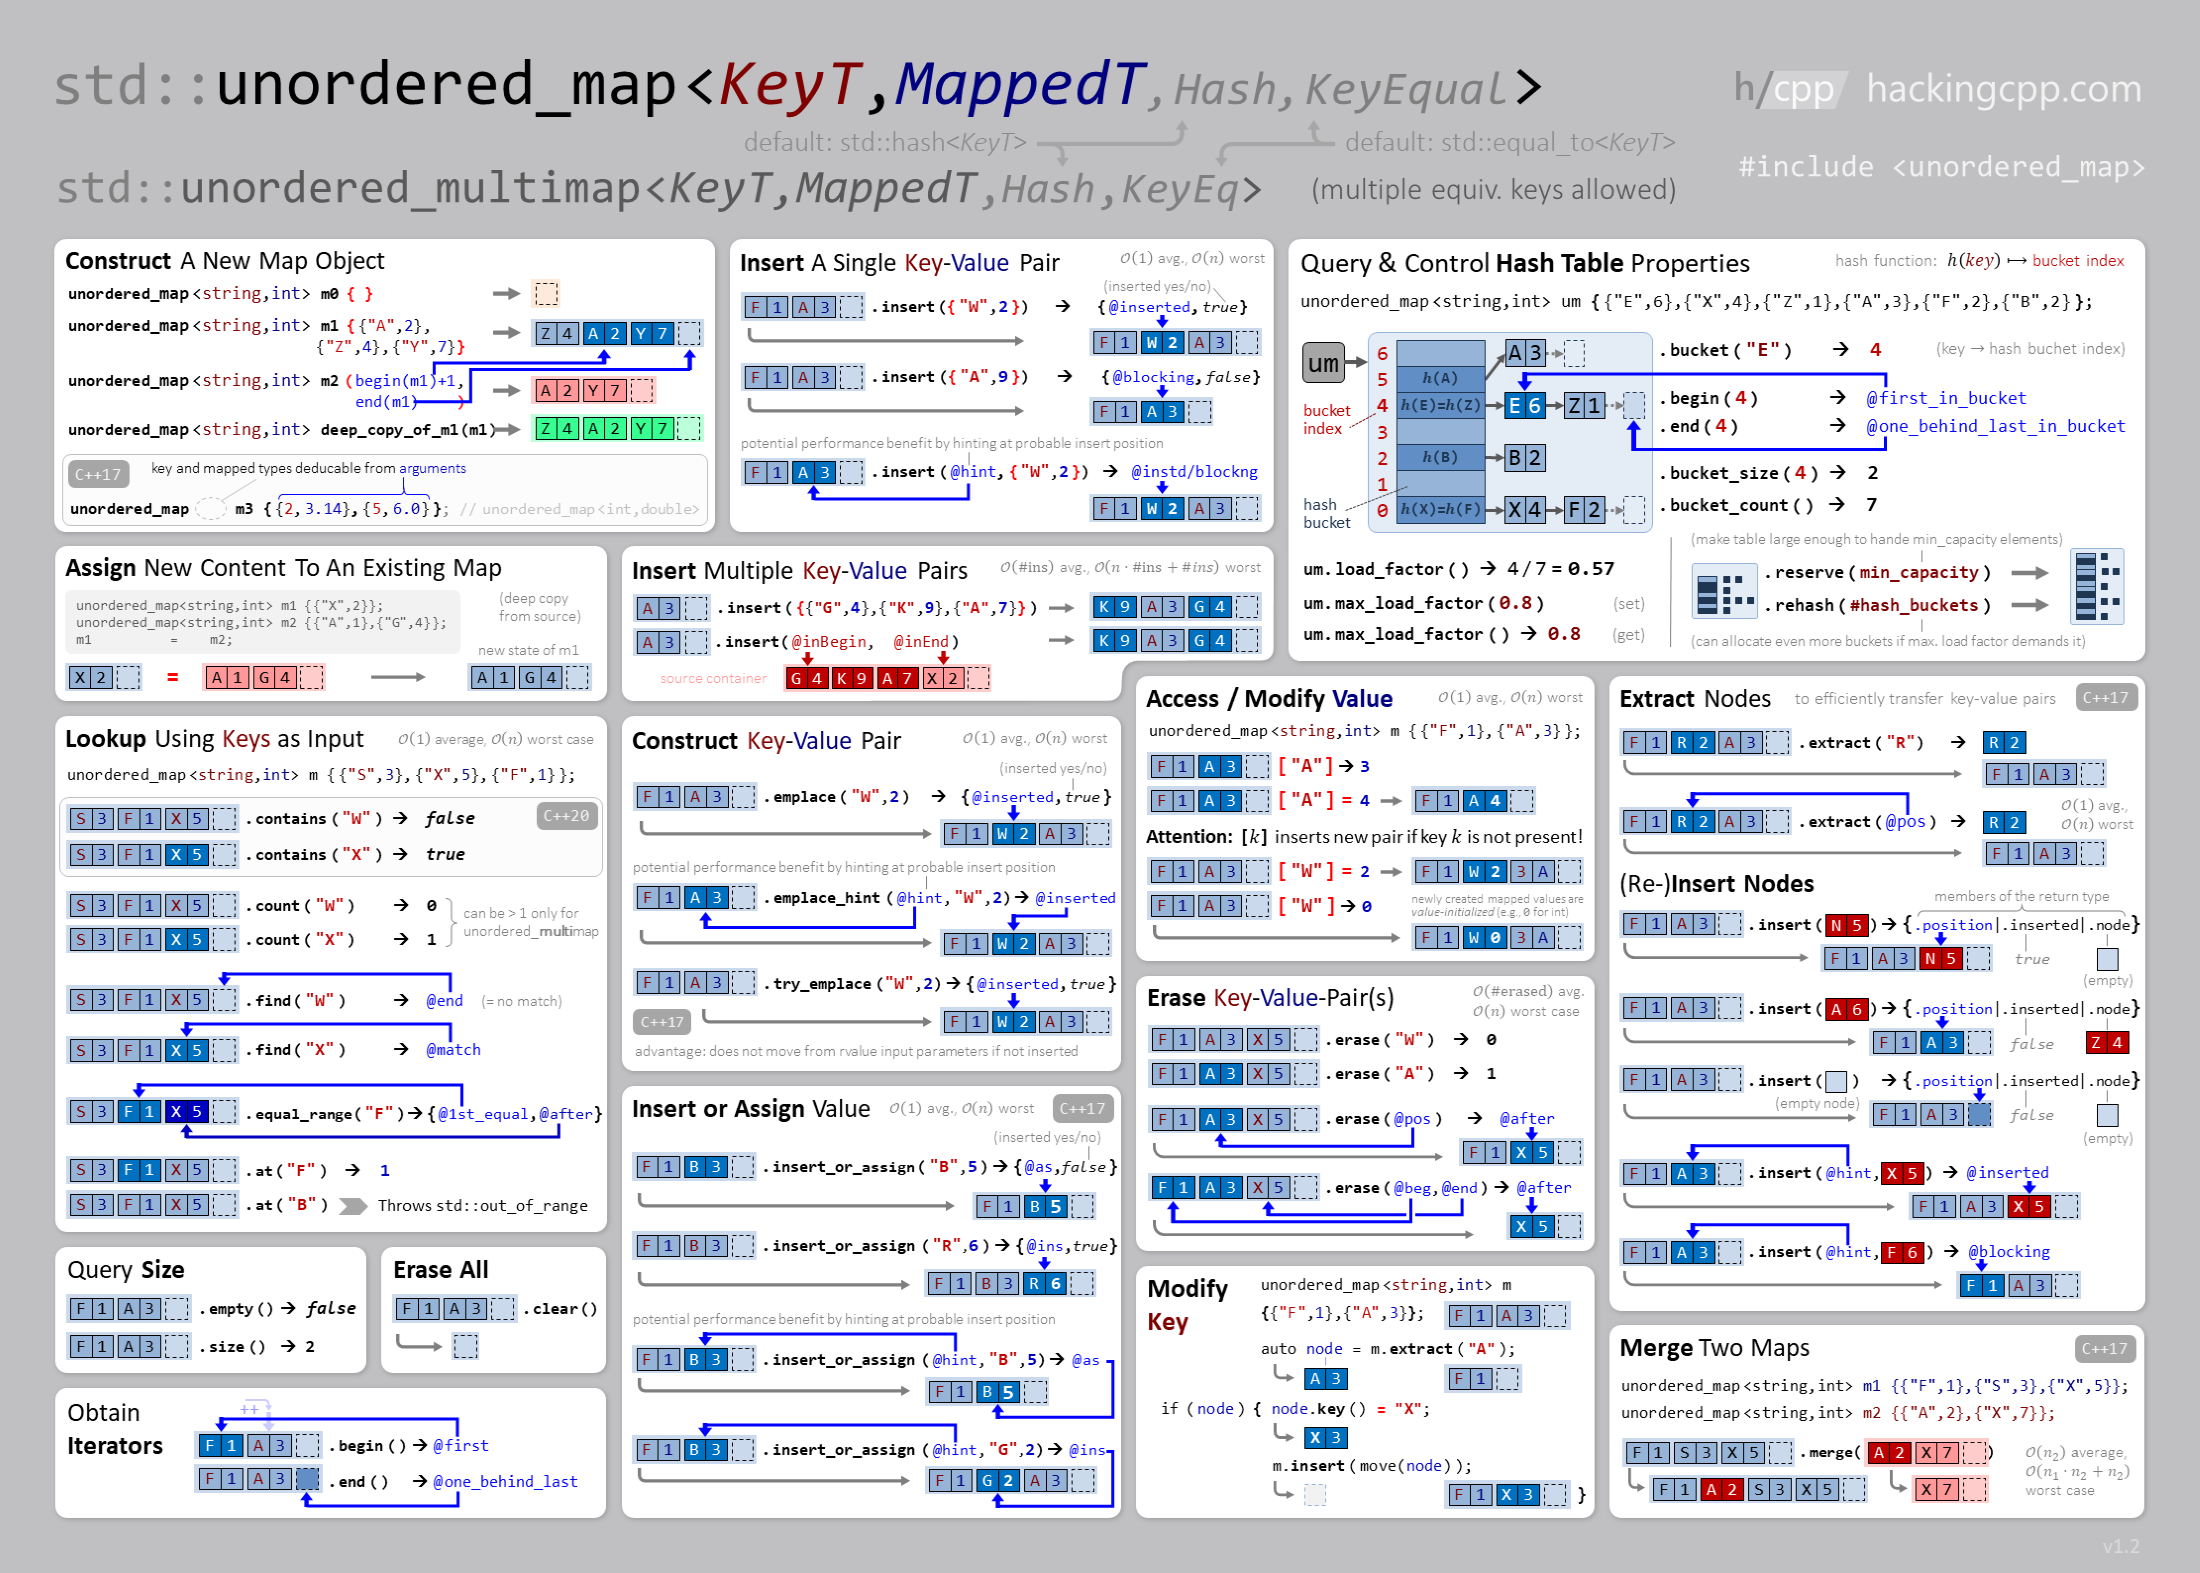 std::unordered_map<KeyT,MappedT,Hash,KeyEqual>
h/cpp hackingcpp.com
default: std::hash<KeyT>
default: std::equal_to<KeyT>
#include <unordered_map>
std::unordered_multimap<KeyT,MappedT,Hash,KeyEq>
(multiple equiv. keys allowed)
Construct A New Map Object
unordered_map<string,int> m0 { }
unordered_map<string,int> m1 {{"A",2},
{"Z",4},{"Y",7}}
Z 4 A 2 Y 7
unordered_map<string,int> m2 (begin(m1)+1,
end(m1) )
A 2 Y 7
unordered_map<string,int> deep_copy_of_m1(m1)
Z 4 A 2 Y 7
C++17
key and mapped types deducable from arguments
unordered_map m3 {{2,3.14},{5,6.0}}; // unordered_map<int,double>
Insert A Single Key-Value Pair
O(1) avg., O(n) worst
(inserted yes/no)
F 1 A 3 .insert({"W",2}) → {@inserted,true}
F 1 W 2 A 3
F 1 A 3 .insert({"A",9}) → {@blocking,false}
F 1 A 3
potential performance benefit by hinting at probable insert position
F 1 A 3 .insert(@hint,{"W",2}) → @instd/blockng
F 1 W 2 A 3
Query & Control Hash Table Properties
hash function: h(key) ↦ bucket index
unordered_map<string,int> um {{"E",6},{"X",4},{"Z",1},{"A",3},{"F",2},{"B",2}};
um
6 A 3
5 h(A)
4 h(E)=h(Z) E 6 Z 1
3
2 h(B) B 2
1
0 h(X)=h(F) X 4 F 2
bucket
index
hash
bucket
.bucket("E") → 4 (key → hash buchet index)
.begin(4) → @first_in_bucket
.end(4) → @one_behind_last_in_bucket
.bucket_size(4) → 2
.bucket_count() → 7
um.load_factor() → 4/7=0.57
um.max_load_factor(0.8) (set)
um.max_load_factor() → 0.8 (get)
(make table large enough to hande min_capacity elements)
.reserve(min_capacity)
.rehash(#hash_buckets)
(can allocate even more buckets if max. load factor demands it)
Assign New Content To An Existing Map
unordered_map<string,int> m1 {{"X",2}};
unordered_map<string,int> m2 {{"A",1},{"G",4}};
m1 = m2;
(deep copy
from source)
new state of m1
X 2 = A 1 G 4 A 1 G 4
Insert Multiple Key-Value Pairs
O(#ins) avg., O(n · #ins + #ins) worst
A 3 .insert({{"G",4},{"K",9},{"A",7}}) K 9 A 3 G 4
A 3 .insert(@inBegin, @inEnd) K 9 A 3 G 4
source container G 4 K 9 A 7 X 2
Lookup Using Keys as Input
O(1) average, O(n) worst case
unordered_map<string,int> m {{"S",3},{"X",5},{"F",1}};
S 3 F 1 X 5 .contains("W") → false
C++20
S 3 F 1 X 5 .contains("X") → true
S 3 F 1 X 5 .count("W") → 0
S 3 F 1 X 5 .count("X") → 1
can be > 1 only for
unordered_multimap
S 3 F 1 X 5 .find("W") → @end (= no match)
S 3 F 1 X 5 .find("X") → @match
S 3 F 1 X 5 .equal_range("F") → {@1st_equal,@after}
S 3 F 1 X 5 .at("F") → 1
S 3 F 1 X 5 .at("B") Throws std::out_of_range
Construct Key-Value Pair
O(1) avg., O(n) worst
(inserted yes/no)
F 1 A 3 .emplace("W",2) → {@inserted,true}
F 1 W 2 A 3
potential performance benefit by hinting at probable insert position
F 1 A 3 .emplace_hint(@hint,"W",2) → @inserted
F 1 W 2 A 3
F 1 A 3 .try_emplace("W",2) → {@inserted,true}
C++17
F 1 W 2 A 3
advantage: does not move from rvalue input parameters if not inserted
Access / Modify Value
O(1) avg., O(n) worst
unordered_map<string,int> m {{"F",1},{"A",3}};
F 1 A 3 ["A"] → 3
F 1 A 3 ["A"] = 4 F 1 A 4
Attention: [k] inserts new pair if key k is not present!
F 1 A 3 ["W"] = 2 F 1 W 2 3 A
F 1 A 3 ["W"] → 0
newly created mapped values are
value-initialized (e.g., 0 for int)
F 1 W 0 3 A
Extract Nodes
to efficiently transfer key-value pairs
C++17
F 1 R 2 A 3 .extract("R") → R 2
F 1 A 3
F 1 R 2 A 3 .extract(@pos) → R 2
O(1) avg.,
O(n) worst
F 1 A 3
(Re-)Insert Nodes
members of the return type
F 1 A 3 .insert(N 5) → {.position|.inserted|.node}
F 1 A 3 N 5 true
(empty)
F 1 A 3 .insert(A 6) → {.position|.inserted|.node}
F 1 A 3 false Z 4
F 1 A 3 .insert( ) → {.position|.inserted|.node}
(empty node)
F 1 A 3 false
(empty)
F 1 A 3 .insert(@hint,X 5) → @inserted
F 1 A 3 X 5
F 1 A 3 .insert(@hint,F 6) → @blocking
F 1 A 3
Erase Key-Value-Pair(s)
O(#erased) avg.
O(n) worst case
F 1 A 3 X 5 .erase("W") → 0
F 1 A 3 X 5 .erase("A") → 1
F 1 A 3 X 5 .erase(@pos) → @after
F 1 X 5
F 1 A 3 X 5 .erase(@beg,@end) → @after
X 5
Insert or Assign Value
O(1) avg., O(n) worst
C++17
(inserted yes/no)
F 1 B 3 .insert_or_assign("B",5) → {@as,false}
F 1 B 5
F 1 B 3 .insert_or_assign("R",6) → {@ins,true}
F 1 B 3 R 6
potential performance benefit by hinting at probable insert position
F 1 B 3 .insert_or_assign(@hint,"B",5) → @as
F 1 B 5
F 1 B 3 .insert_or_assign(@hint,"G",2) → @ins
F 1 G 2 A 3
Query Size
F 1 A 3 .empty() → false
F 1 A 3 .size() → 2
Erase All
F 1 A 3 .clear()
Obtain
Iterators
++
F 1 A 3 .begin() → @first
F 1 A 3 .end() → @one_behind_last
Modify
Key
unordered_map<string,int> m
{{"F",1},{"A",3}}; F 1 A 3
auto node = m.extract("A");
A 3 F 1
if (node) { node.key() = "X";
X 3
m.insert(move(node));
F 1 X 3 }
Merge Two Maps
C++17
unordered_map<string,int> m1 {{"F",1},{"S",3},{"X",5}};
unordered_map<string,int> m2 {{"A",2},{"X",7}};
F 1 S 3 X 5 .merge( A 2 X 7 )
F 1 A 2 S 3 X 5 X 7
O(n₂) average,
O(n₁ · n₂ + n₂)
worst case
v1.2